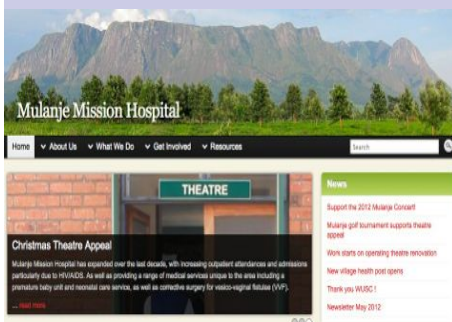 Mulanje Mission Hospital
Home About Us What We Do Get Involved Resources Search
THEATRE
Christmas Theatre Appeal
Mulanje Mission Hospital has expanded over the last decade, with increasing outpatient attendances and admissions
particularly due to HIV/AIDS. As well as providing a range of medical services unique to the area including a
premature baby unit and neonatal care service, as well as corrective surgery for vesico-vaginal fistulae (VVF).
... read more
News
Support the 2012 Mulanje Concert!
Mulanje golf tournament supports theatre
appeal
Work starts on operating theatre renovation
New village health post opens
Thank you WUSC !
Newsletter May 2012